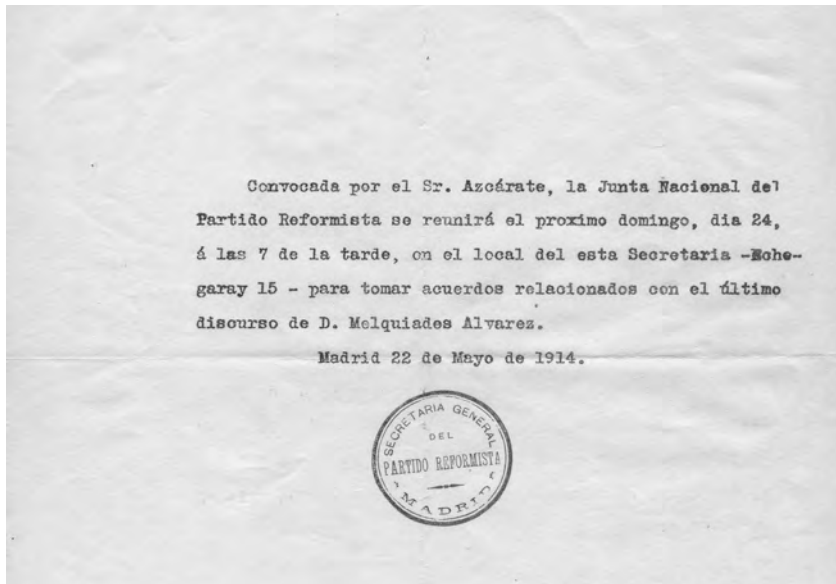 Convocada por el Sr. Azcárate, la Junta Nacional del
Partido Reformista se reunirá el proximo domingo, dia 24,
á las 7 de la tarde, en el local del esta Secretaria -Eche-
garay 15 - para tomar acuerdos relacionados con el último
discurso de D. Melquiades Alvarez.
Madrid 22 de Mayo de 1914.
SECRETARIA GENERAL
DEL
PARTIDO REFORMISTA
MADRID